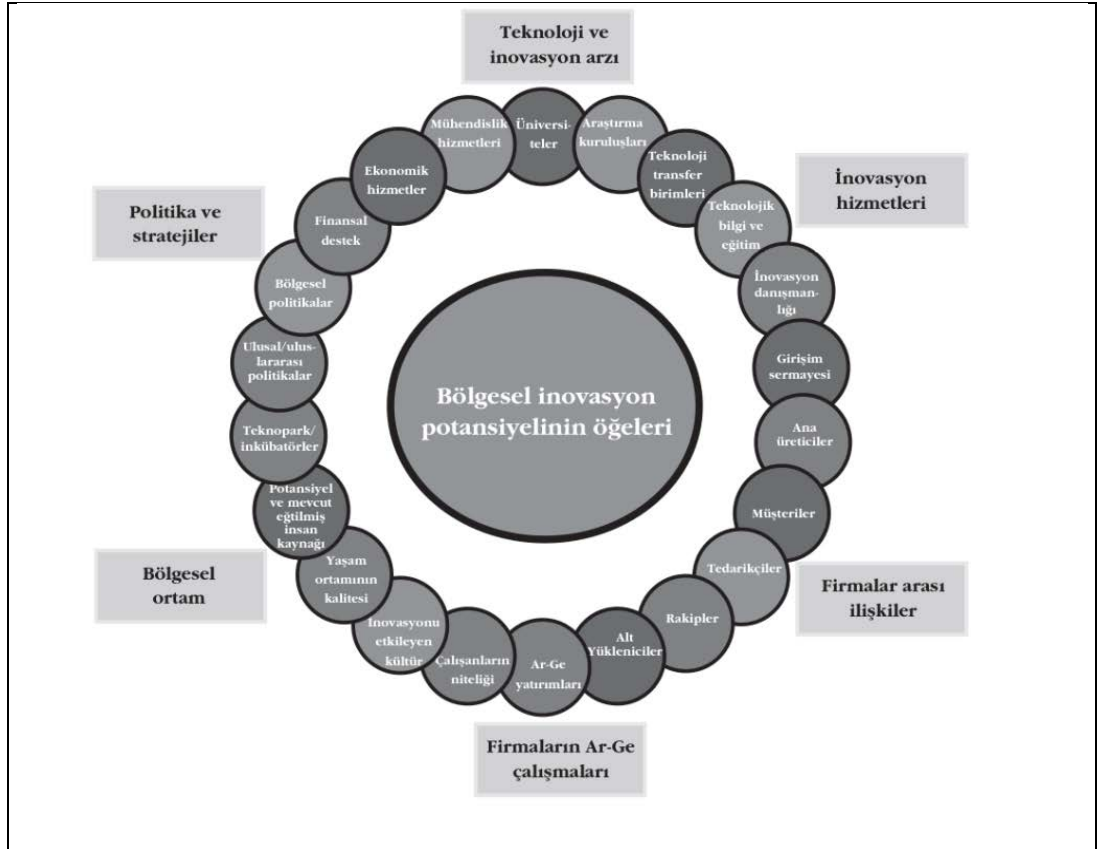 Teknoloji ve
inovasyon arzı
Üniversi-
teler
Araştırma
kuruluşları
Teknoloji
transfer
birimleri
Teknolojik
bilgi ve
eğitim
İnovasyon
hizmetleri
İnovasyon
danışman-
lığı
Girişim
sermayesi
Ana
üreticiler
Müşteriler
Tedarikçiler
Firmalar arası
ilişkiler
Rakipler
Alt
Yükleniciler
Ar-Ge
yatırımları
Firmaların Ar-Ge
çalışmaları
Çalışanların
niteliği
İnovasyonu
etkileyen
kültür
Yaşam
ortamının
kalitesi
Bölgesel
ortam
Potansiyel
ve mevcut
eğtilmiş
insan
kaynağı
Teknopark/
inkübatörler
Ulusal/ulus-
lararası
politikalar
Bölgesel
politikalar
Politika ve
stratejiler
Finansal
destek
Ekonomik
hizmetler
Mühendislik
hizmetleri
Bölgesel inovasyon
potansiyelinin öğeleri